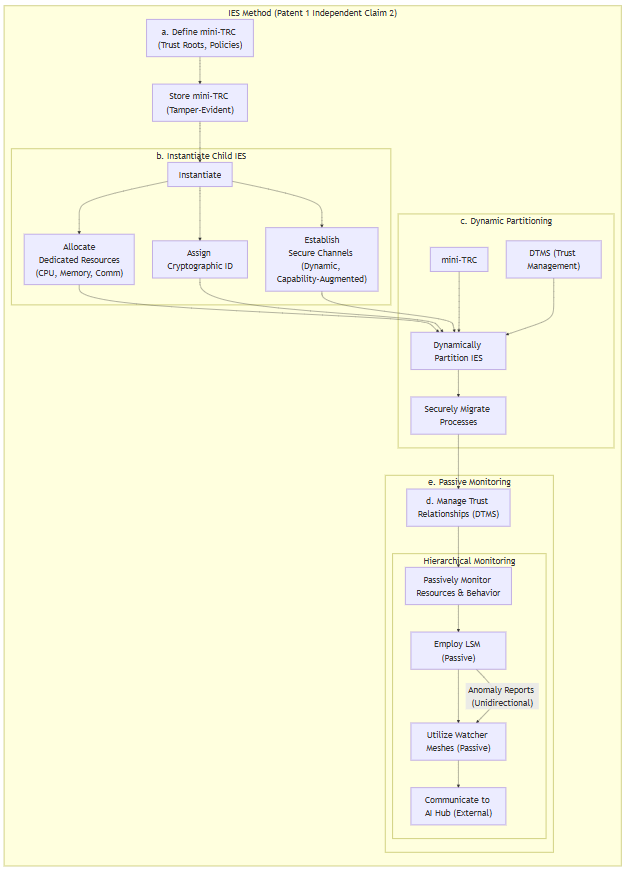 IES Method (Patent 1 Independent Claim 2)
a. Define mini-TRC
(Trust Roots, Policies)
Store mini-TRC
(Tamper-Evident)
b. Instantiate Child IES
Instantiate
Allocate
Dedicated Resources
(CPU, Memory, Comm)
Assign
Cryptographic ID
Establish
Secure Channels
(Dynamic,
Capability-Augmented)
c. Dynamic Partitioning
mini-TRC
DTMS (Trust
Management)
Dynamically
Partition IES
Securely Migrate
Processes
e. Passive Monitoring
d. Manage Trust
Relationships (DTMS)
Hierarchical Monitoring
Passively Monitor
Resources & Behavior
Employ LSM
(Passive)
Anomaly Reports
(Unidirectional)
Utilize Watcher
Meshes (Passive)
Communicate to
AI Hub (External)